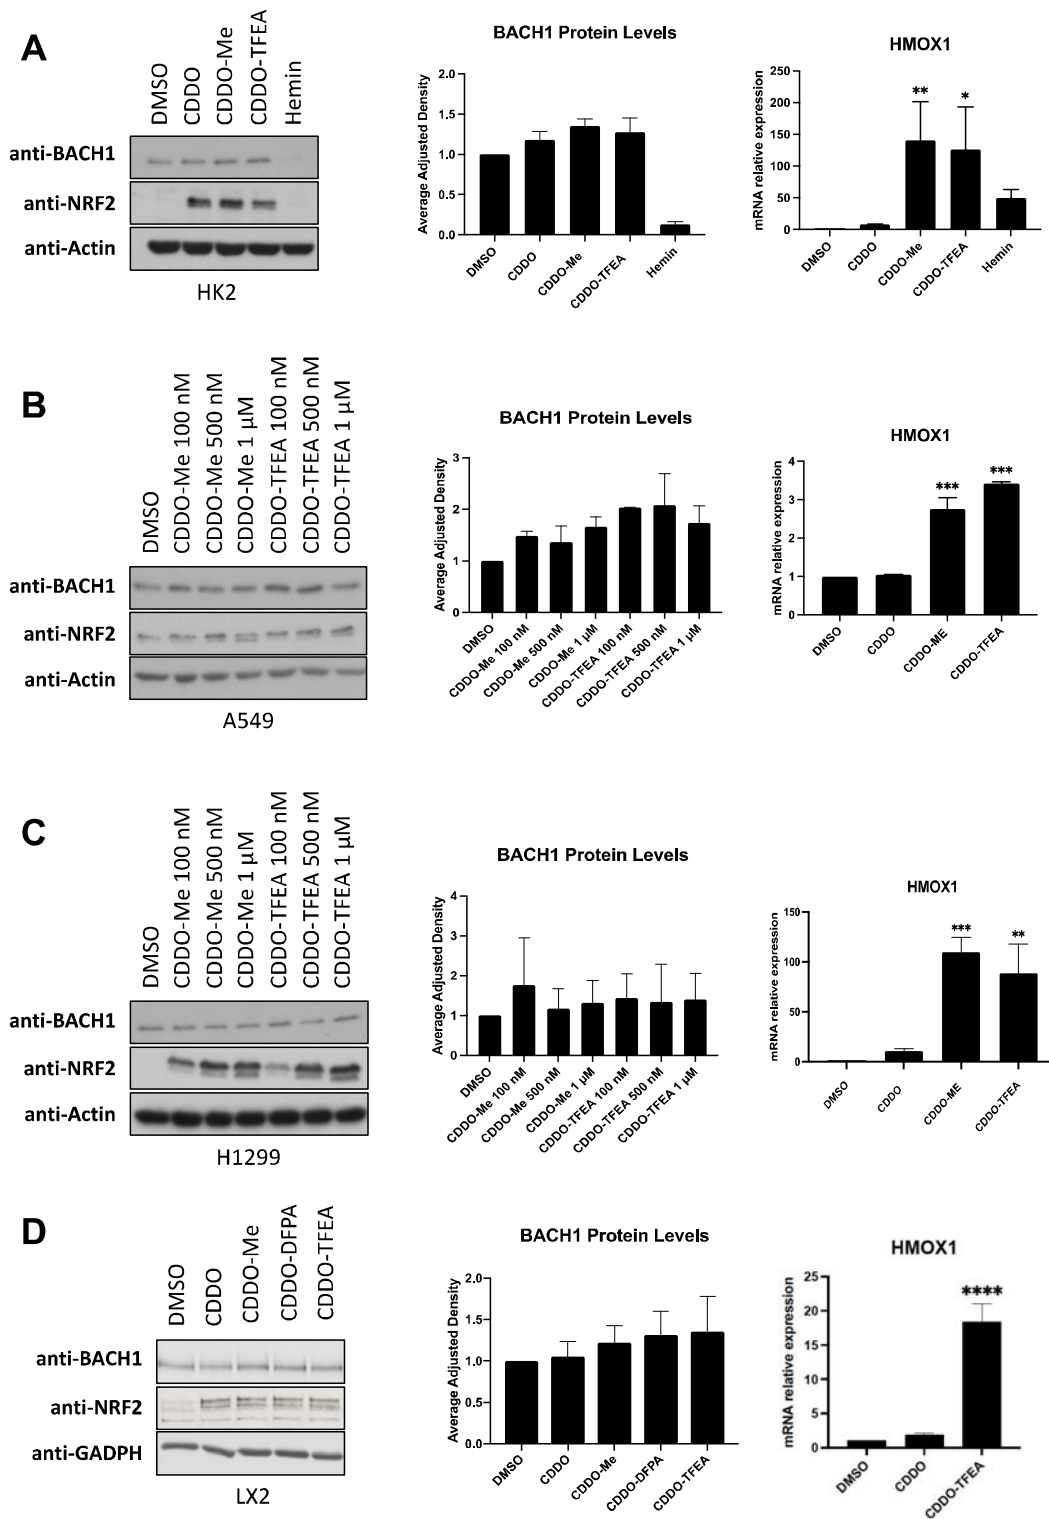 A
DMSO
CDDO
CDDO-Me
CDDO-TFEA
Hemin
anti-BACH1
anti-NRF2
anti-Actin
HK2
BACH1 Protein Levels
Average Adjusted Density
2.0
1.5
1.0
0.5
0.0
DMSO
CDDO
CDDO-Me
CDDO-TFEA
Hemin
HMOX1
mRNA relative expression
250
200
150
100
50
0
**
*
DMSO
CDDO
CDDO-Me
CDDO-TFEA
Hemin
B
DMSO
CDDO-Me 100 nM
CDDO-Me 500 nM
CDDO-Me 1 µM
CDDO-TFEA 100 nM
CDDO-TFEA 500 nM
CDDO-TFEA 1 µM
anti-BACH1
anti-NRF2
anti-Actin
A549
BACH1 Protein Levels
Average Adjusted Density
3
2
1
0
DMSO
CDDO-Me 100 nM
CDDO-Me 500 nM
CDDO-Me 1 µM
CDDO-TFEA 100 nM
CDDO-TFEA 500 nM
CDDO-TFEA 1 µM
HMOX1
mRNA relative expression
4
3
2
1
0
***
***
DMSO
CDDO
CDDO-ME
CDDO-TFEA
C
DMSO
CDDO-Me 100 nM
CDDO-Me 500 nM
CDDO-Me 1 µM
CDDO-TFEA 100 nM
CDDO-TFEA 500 nM
CDDO-TFEA 1 µM
anti-BACH1
anti-NRF2
anti-Actin
H1299
BACH1 Protein Levels
Average Adjusted Density
4
3
2
1
0
DMSO
CDDO-Me 100 nM
CDDO-Me 500 nM
CDDO-Me 1 µM
CDDO-TFEA 100 nM
CDDO-TFEA 500 nM
CDDO-TFEA 1 µM
HMOX1
mRNA relative expression
150
100
50
0
***
**
DMSO
CDDO
CDDO-ME
CDDO-TFEA
D
DMSO
CDDO
CDDO-Me
CDDO-DFPA
CDDO-TFEA
anti-BACH1
anti-NRF2
anti-GADPH
LX2
BACH1 Protein Levels
Average Adjusted Density
2.0
1.5
1.0
0.5
0.0
DMSO
CDDO
CDDO-Me
CDDO-DFPA
CDDO-TFEA
HMOX1
mRNA relative expression
25
20
15
10
5
0
****
DMSO
CDDO
CDDO-TFEA